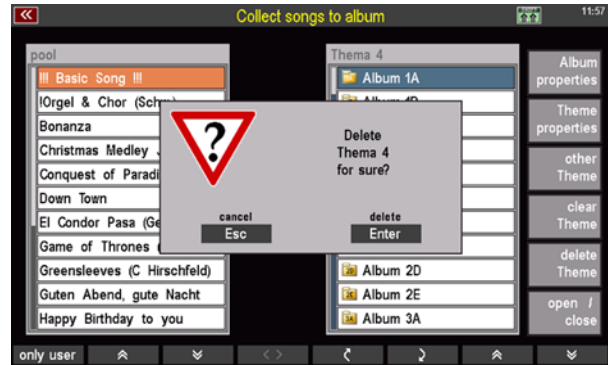 Collect songs to album
11:57
pool
Thema 4
!!! Basic Song !!!
!Orgel & Chor
Bonanza
Christmas Medley
Conquest of
Down Town
El Condor Pasa
Game of Thrones
Greensleeves (C Hirschfeld)
Guten Abend, gute Nacht
Happy Birthday to you
Album 1A
Album 2D
Album 2E
Album 3A
Delete
Thema 4
for sure?
cancel
Esc
delete
Enter
Album
properties
Theme
properties
other
Theme
clear
Theme
delete
Theme
open /
close
only user